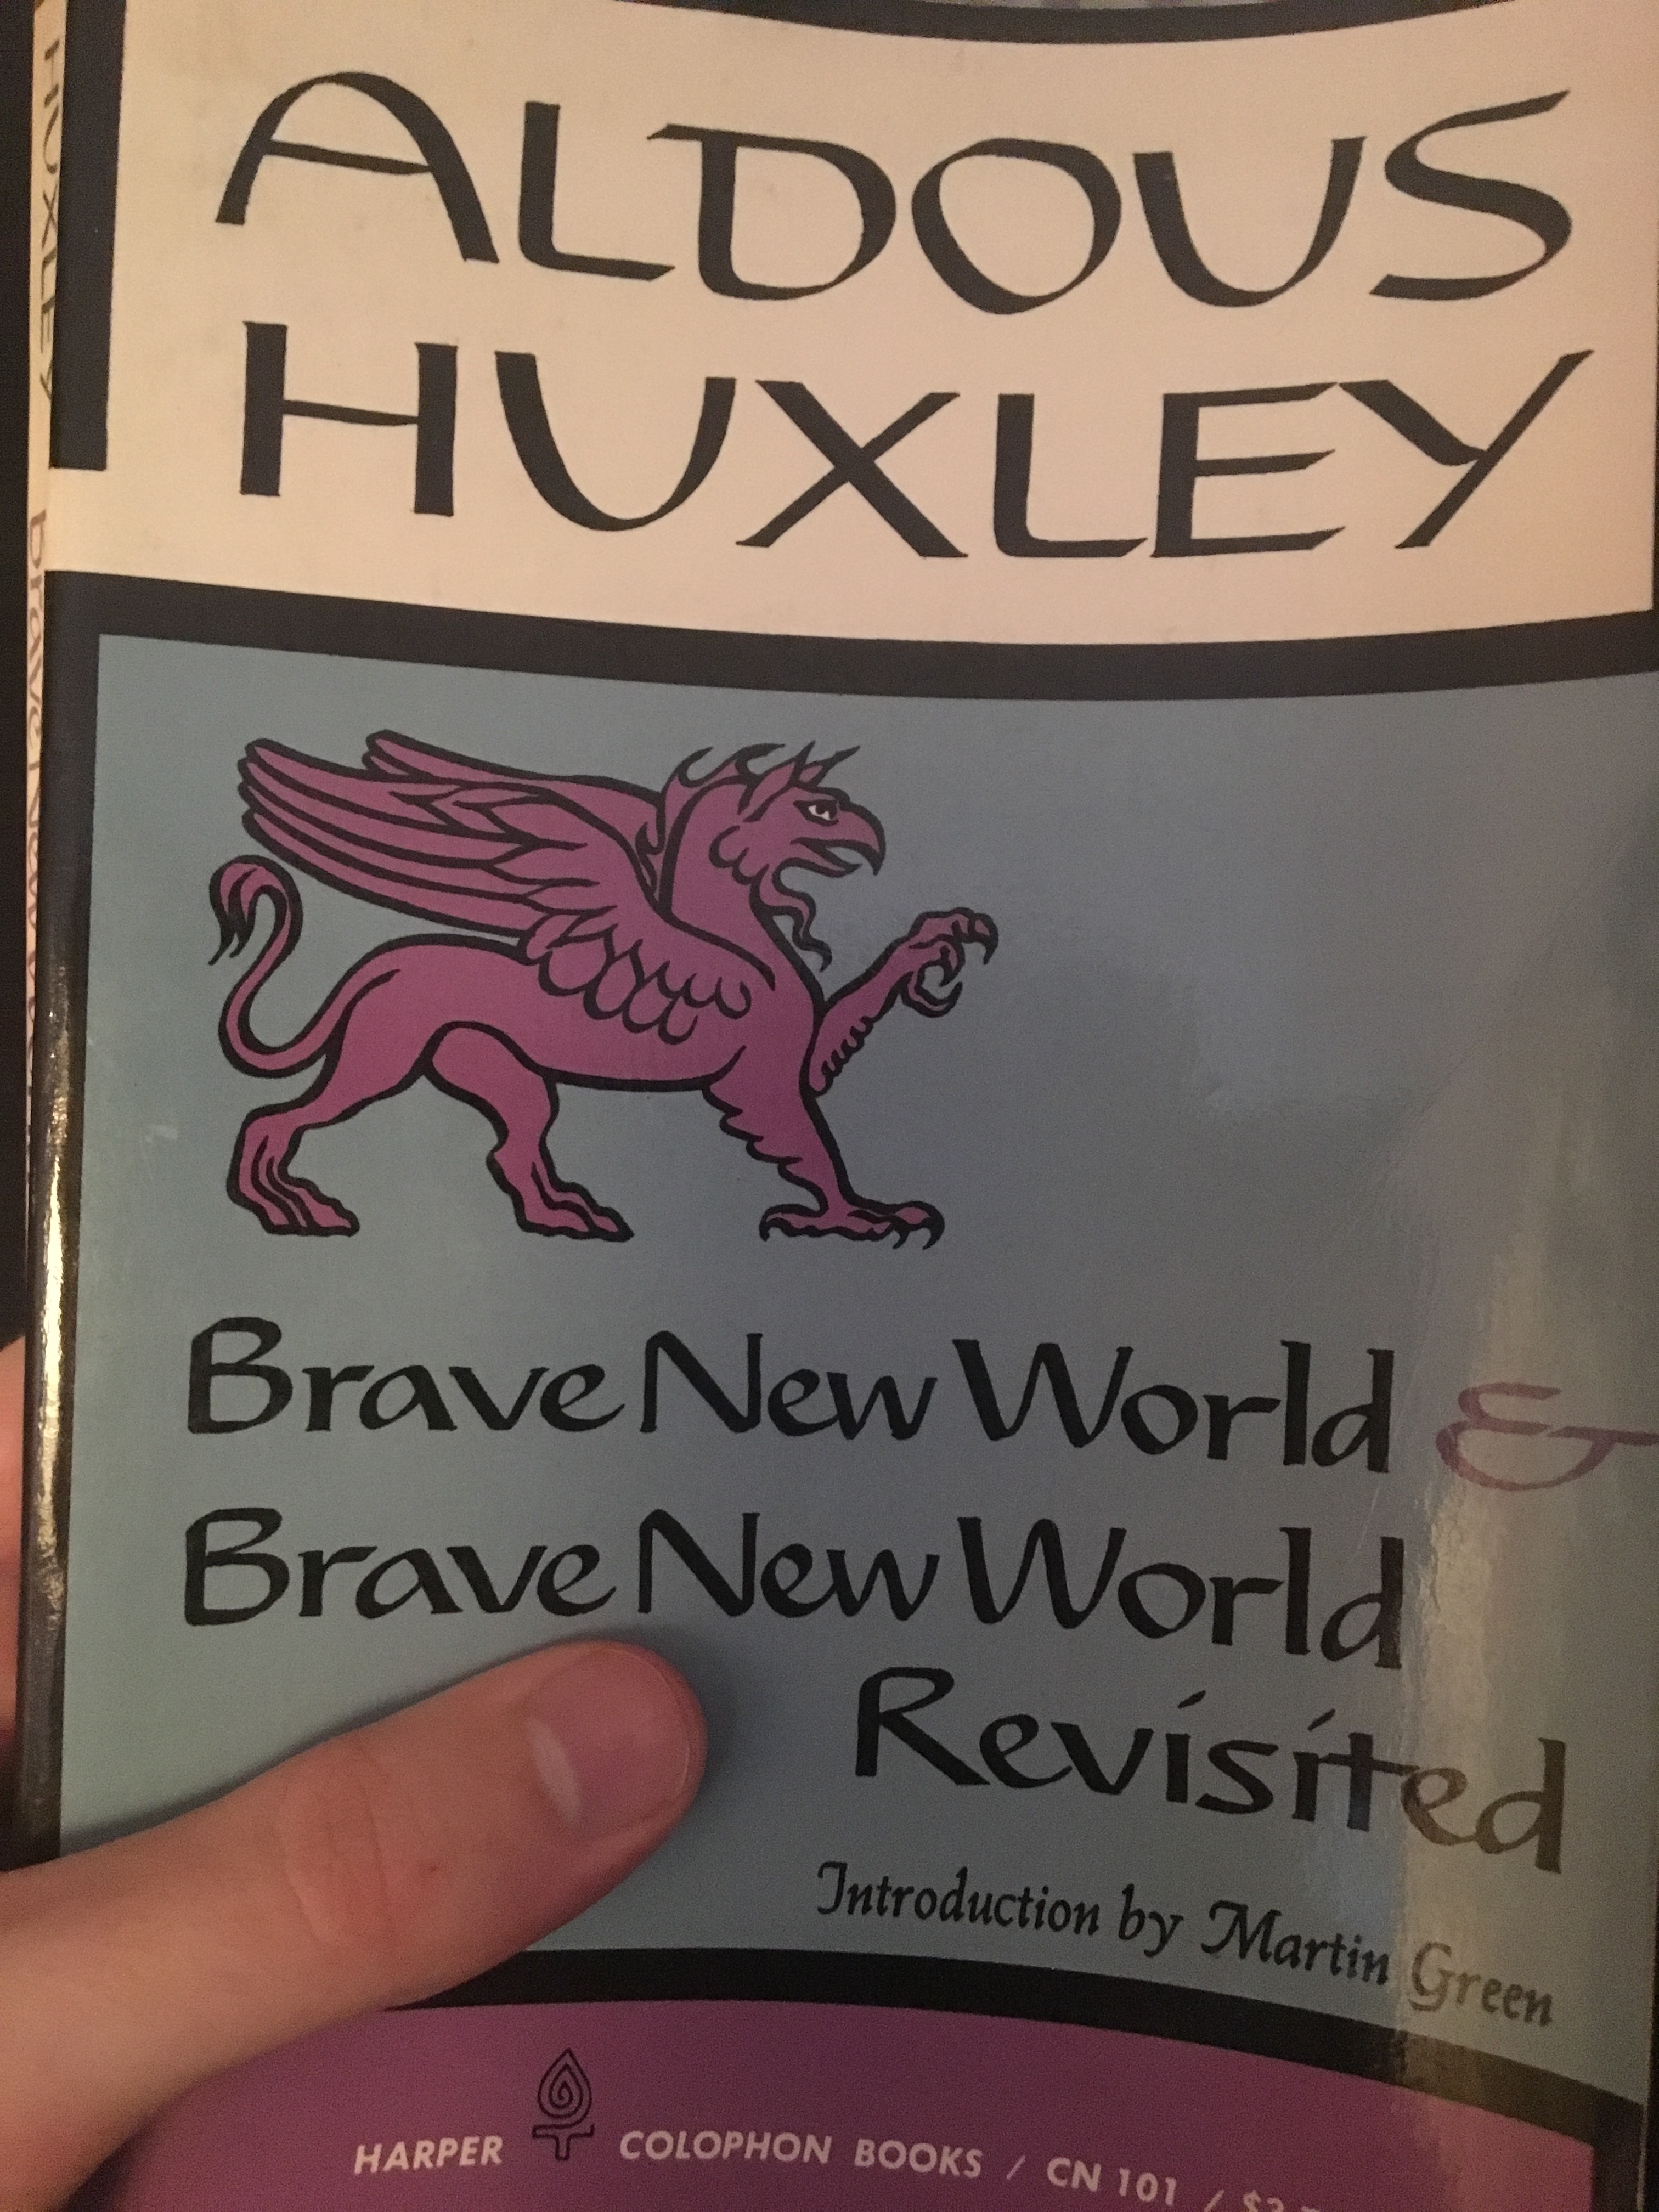 ALDOUS
HUXLEY
Brave New World &
Brave New World
Revisited
Introduction by Martin Green
HARPER COLOPHON BOOKS / CN 101 /
HUXLEY